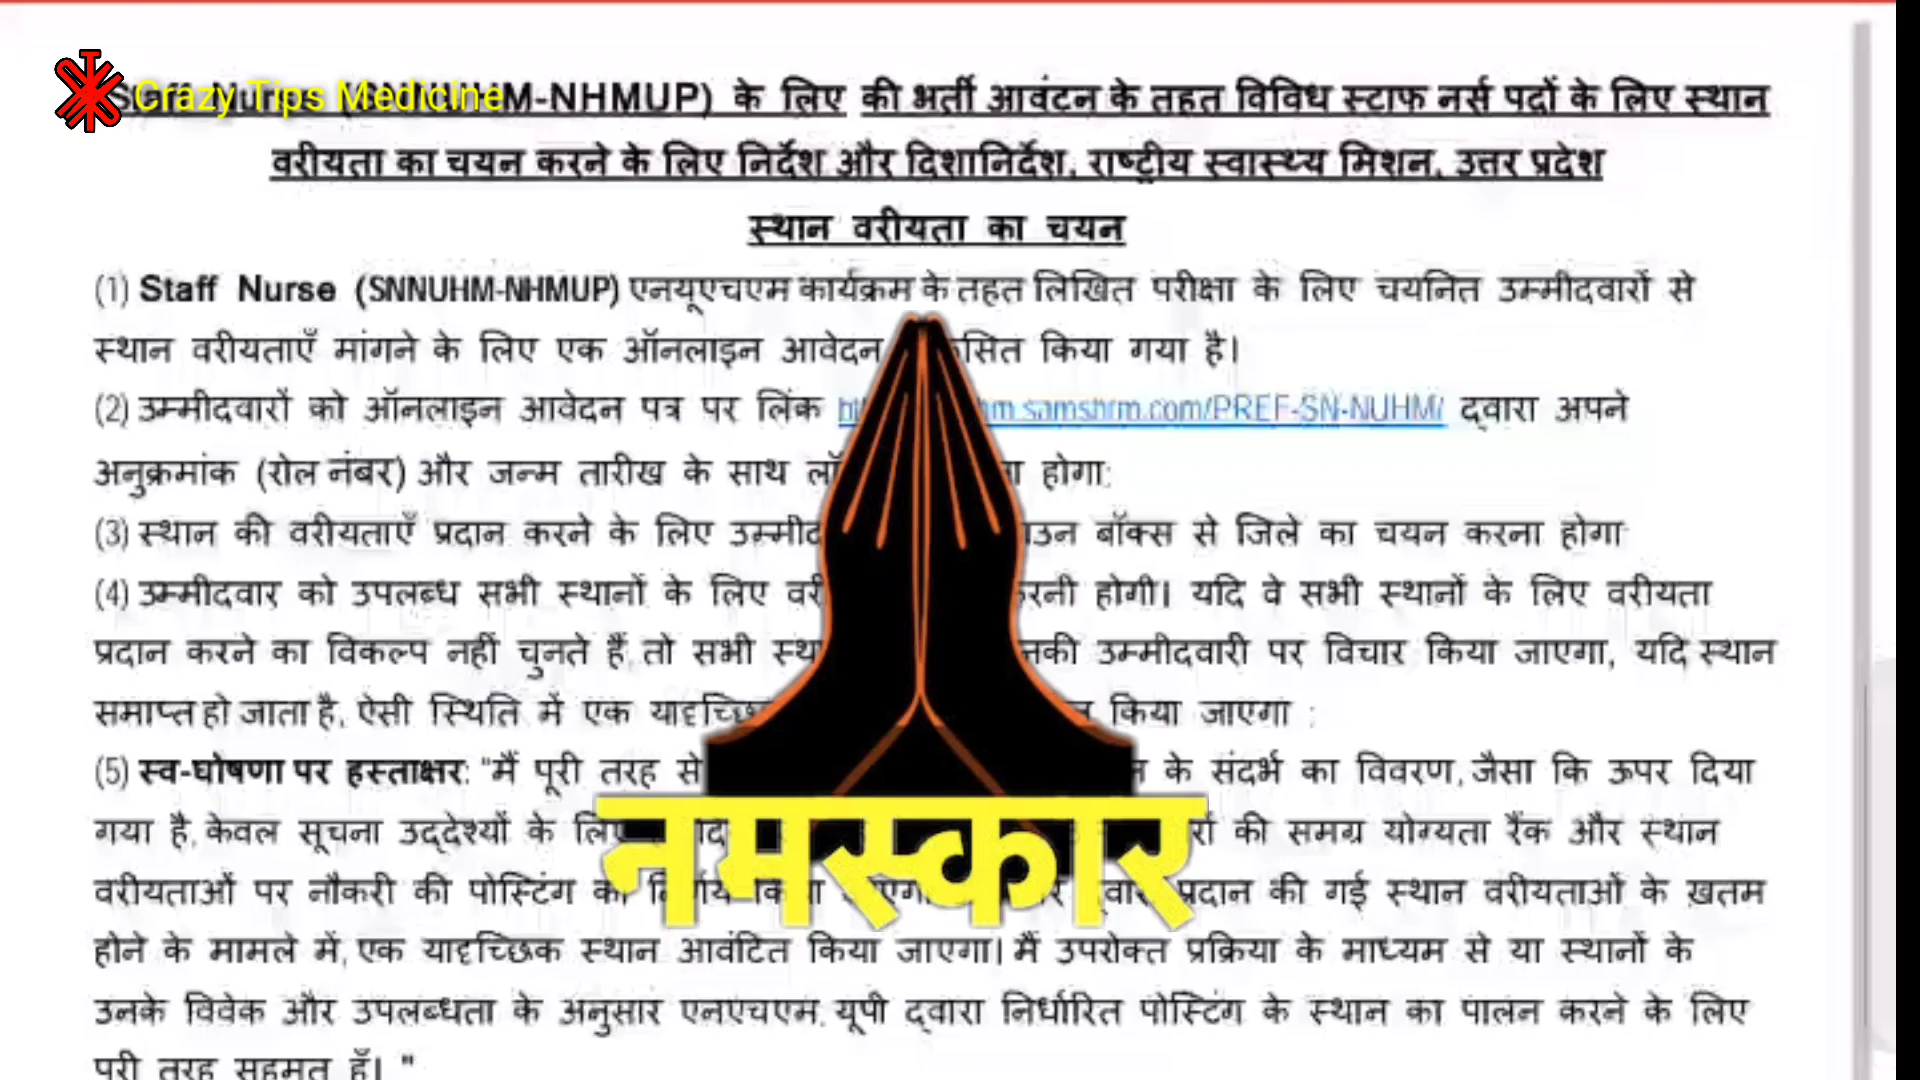 Crazy Tips Medicine
Staff Nurse (SNNUHM-NHMUP) के लिए की भर्ती आवंटन के तहत विविध स्टाफ नर्स पदों के लिए स्थान
वरीयता का चयन करने के लिए निर्देश और दिशानिर्देश, राष्ट्रीय स्वास्थ्य मिशन, उत्तर प्रदेश
स्थान वरीयता का चयन
(1) Staff Nurse (SNNUHM-NHMUP) एनयूएचएम कार्यक्रम के तहत लिखित परीक्षा के लिए चयनित उम्मीदवारों से
स्थान वरीयताएँ मांगने के लिए एक ऑनलाइन आवेदन किया गया है।
(2) उम्मीदवारों को ऑनलाइन आवेदन पत्र पर लिंक samshrm.com/PREF-SN-NUHM/ द्वारा अपने
अनुक्रमांक (रोल नंबर) और जन्म तारीख के साथ होगा:
(3) स्थान की वरीयताएँ प्रदान करने के लिए बॉक्स से जिले का चयन करना होगा
(4) उम्मीदवार को उपलब्ध सभी स्थानों के लिए होगी। यदि वे सभी स्थानों के लिए वरीयता
प्रदान करने का विकल्प नहीं चुनते हैं, तो सभी उम्मीदवारी पर विचार किया जाएगा, यदि स्थान
समाप्त हो जाता है, ऐसी स्थिति में एक किया जाएगा :
(5) स्व-घोषणा पर हस्ताक्षर: "मैं पूरी तरह से के संदर्भ का विवरण, जैसा कि ऊपर दिया
गया है, केवल सूचना उद्देश्यों के की समग्र योग्यता रैंक और स्थान
वरीयताओं पर नौकरी की पोस्टिंग प्रदान की गई स्थान वरीयताओं के ख़तम
होने के मामले में, एक यादृच्छिक स्थान आवंटित किया जाएगा। मैं उपरोक्त प्रक्रिया के माध्यम से या स्थानों के
उनके विवेक और उपलब्धता के अनुसार एनएचएम, यूपी द्वारा निर्धारित पोस्टिंग के स्थान का पालन करने के लिए
पूरी तरह सहमत हूँ। "
नमस्कार